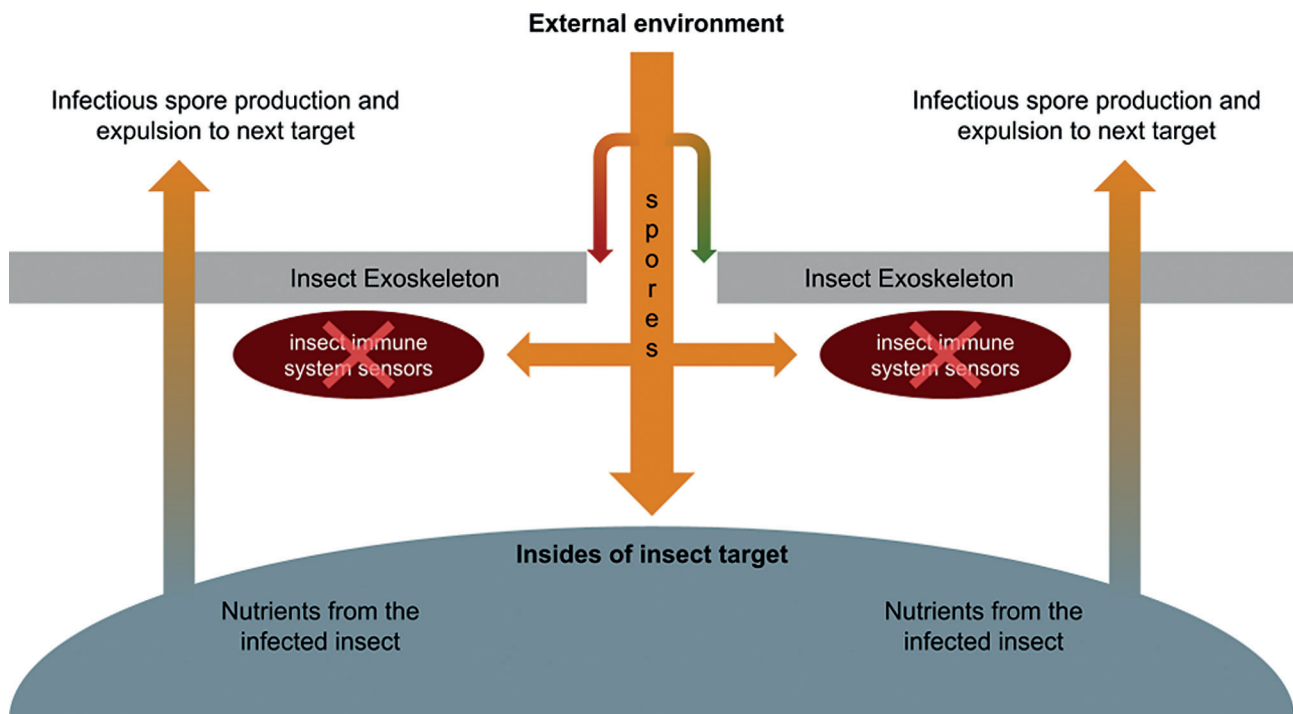 External environment
Infectious spore production and
expulsion to next target
Infectious spore production and
expulsion to next target
spores
Insect Exoskeleton
Insect Exoskeleton
insect immune
system sensors
insect immune
system sensors
Insides of insect target
Nutrients from the
infected insect
Nutrients from the
infected insect